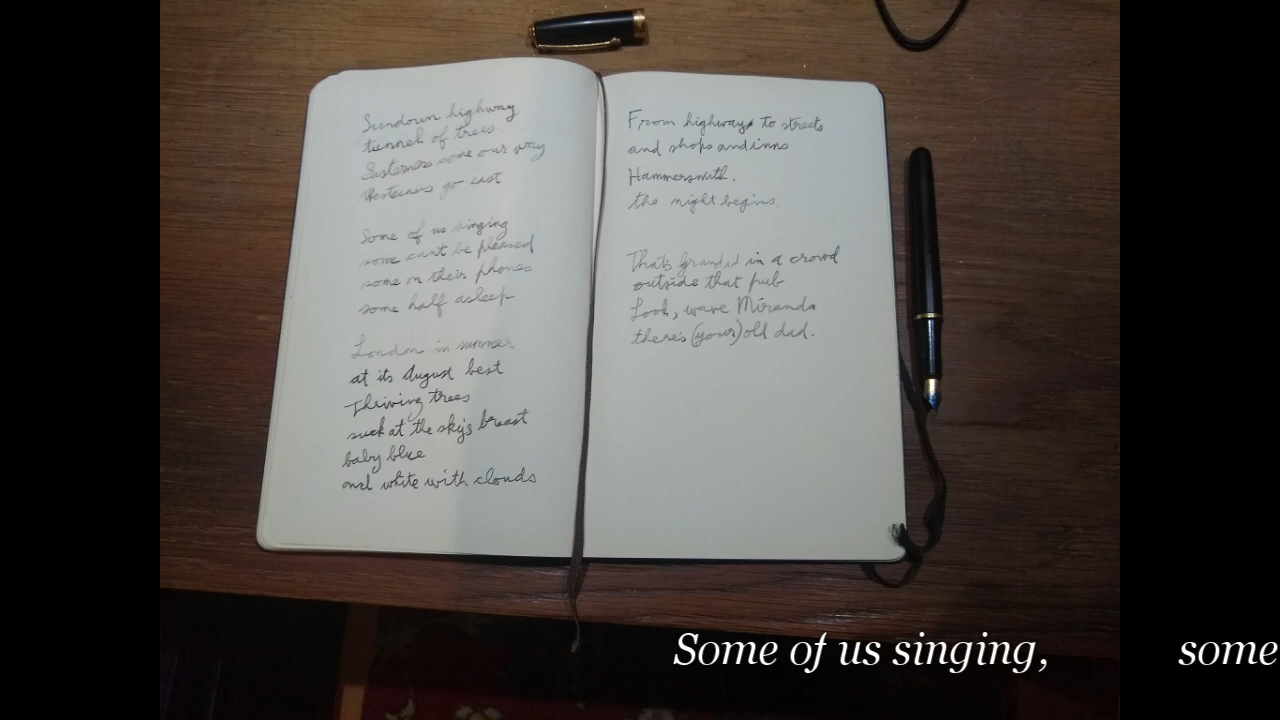 Sundown highway
tunnel of trees.
Easterners come our way
Westerners go east
Some of us singing
some can't be pleased
some on their phones
some half asleep
London in summer
at its August best
Thriving trees
suck at the sky's breast
baby blue
and white with clouds
From highways to streets
and shops and inns
Hammersmith.
the night begins.
That's grandad in a crowd
outside that pub
Look, wave Miranda
there's (your) old dad.
Some of us singing, some